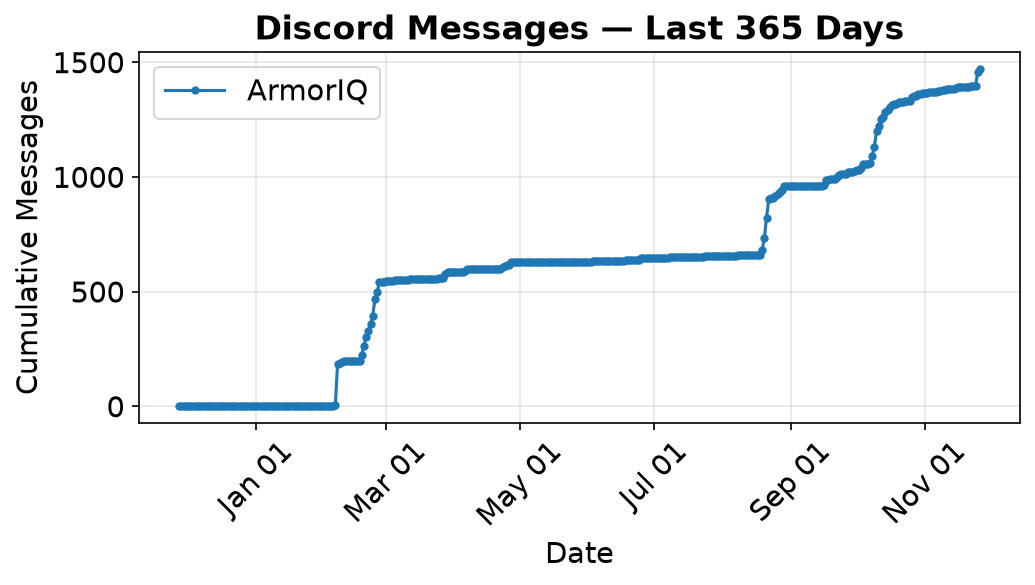 Discord Messages — Last 365 Days
ArmorIQ
Cumulative Messages
1500
1000
500
0
Jan 01
Mar 01
May 01
Jul 01
Sep 01
Nov 01
Date